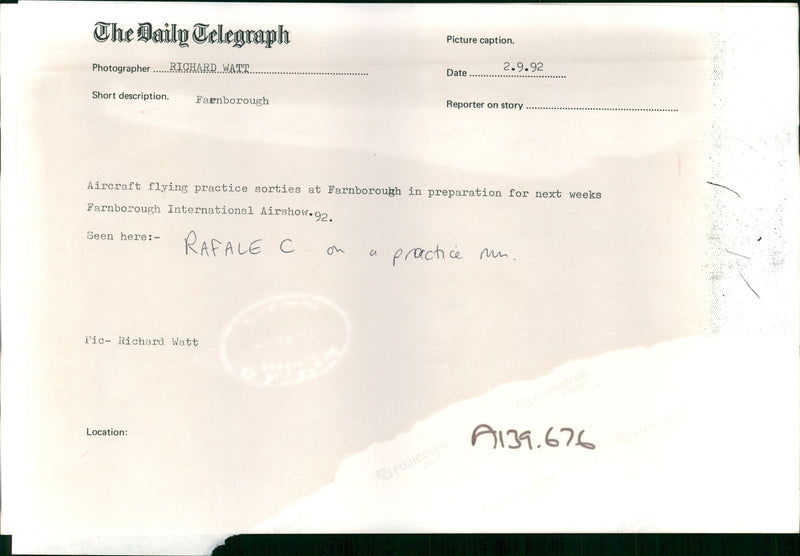 The Daily Telegraph
Picture caption.
Photographer RICHARD WATT
Date 2.9.92
Short description. Farnborough
Reporter on story
Aircraft flying practice sorties at Farnborough in preparation for next weeks
Farnborough International Airshow.92.
Seen here:- RAFALE C on a practice run.
Pic- Richard Watt
Location:
A139.676
FUJICOLOR
FUJICOLOR